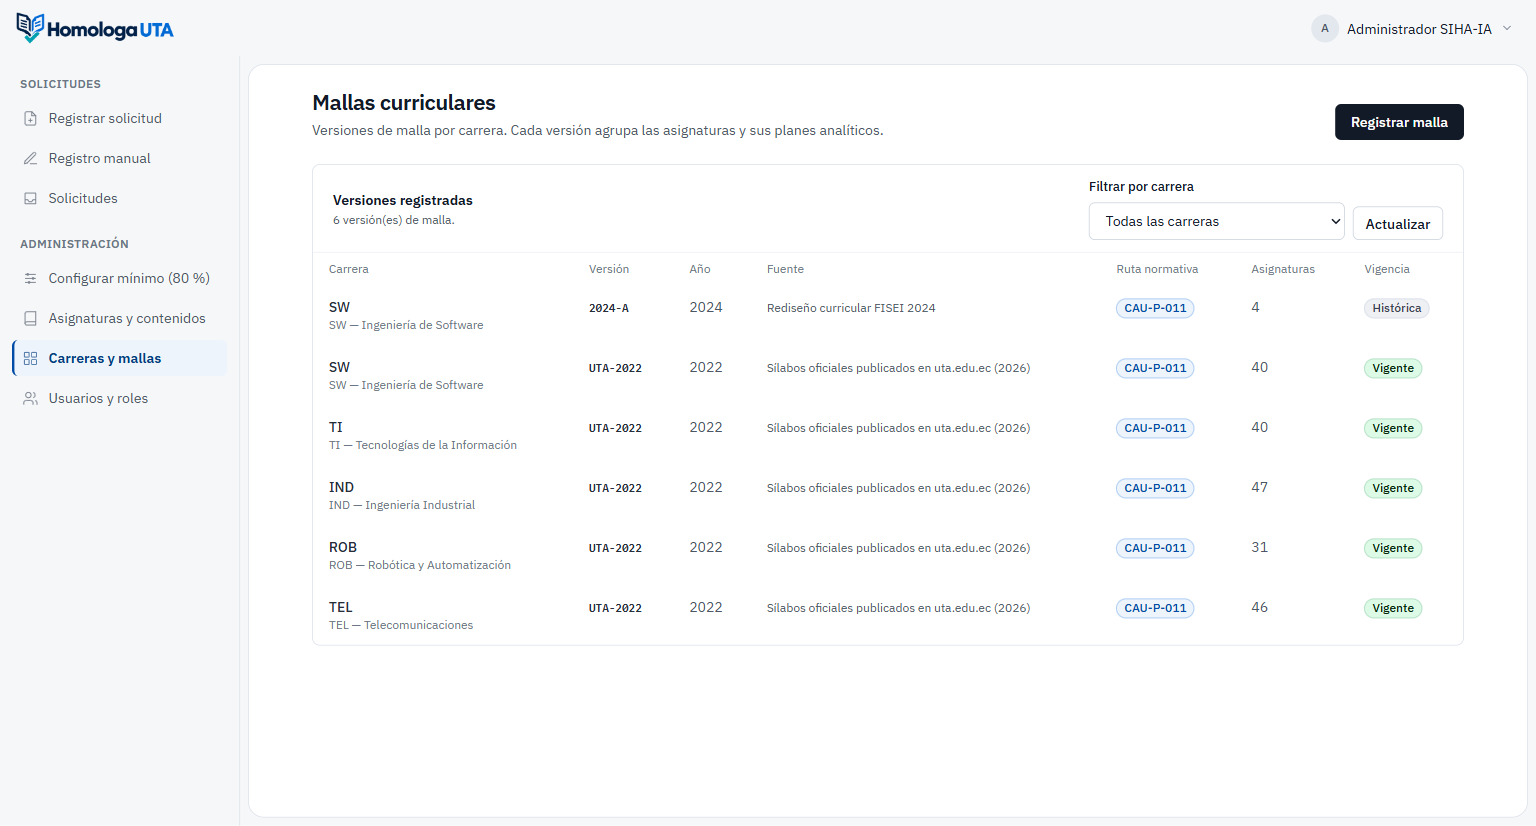 Homologa UTA
A
Administrador SIHA-IA
SOLICITUDES
Registrar solicitud
Registro manual
Solicitudes
ADMINISTRACIÓN
Configurar mínimo (80 %)
Asignaturas y contenidos
Carreras y mallas
Usuarios y roles
Mallas curriculares
Versiones de malla por carrera. Cada versión agrupa las asignaturas y sus planes analíticos.
Registrar malla
Versiones registradas
6 versión(es) de malla.
Filtrar por carrera
Todas las carreras
Actualizar
Carrera Versión Año Fuente Ruta normativa Asignaturas Vigencia
SW 2024-A 2024 Rediseño curricular FISEI 2024 CAU-P-011 4 Histórica
SW — Ingeniería de Software
SW UTA-2022 2022 Sílabos oficiales publicados en uta.edu.ec (2026) CAU-P-011 40 Vigente
SW — Ingeniería de Software
TI UTA-2022 2022 Sílabos oficiales publicados en uta.edu.ec (2026) CAU-P-011 40 Vigente
TI — Tecnologías de la Información
IND UTA-2022 2022 Sílabos oficiales publicados en uta.edu.ec (2026) CAU-P-011 47 Vigente
IND — Ingeniería Industrial
ROB UTA-2022 2022 Sílabos oficiales publicados en uta.edu.ec (2026) CAU-P-011 31 Vigente
ROB — Robótica y Automatización
TEL UTA-2022 2022 Sílabos oficiales publicados en uta.edu.ec (2026) CAU-P-011 46 Vigente
TEL — Telecomunicaciones